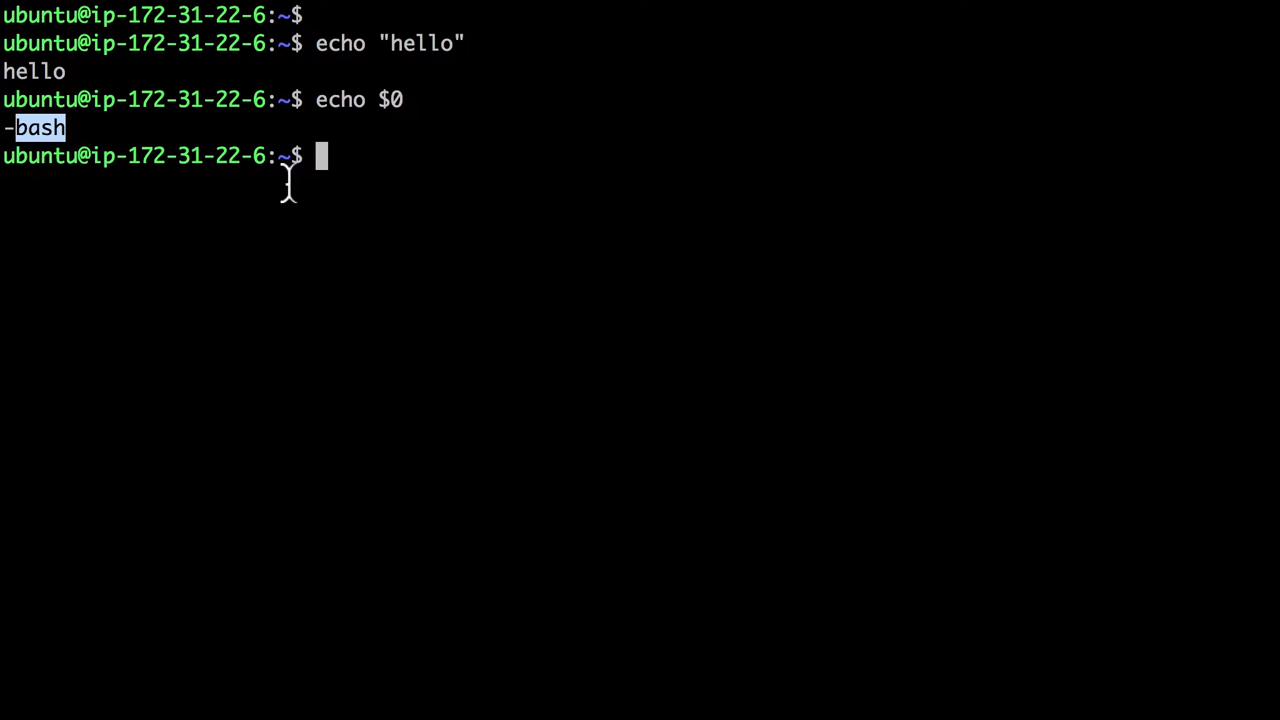 ubuntu@ip-172-31-22-6:~$
ubuntu@ip-172-31-22-6:~$ echo "hello"
hello
ubuntu@ip-172-31-22-6:~$ echo $0
-bash
ubuntu@ip-172-31-22-6:~$